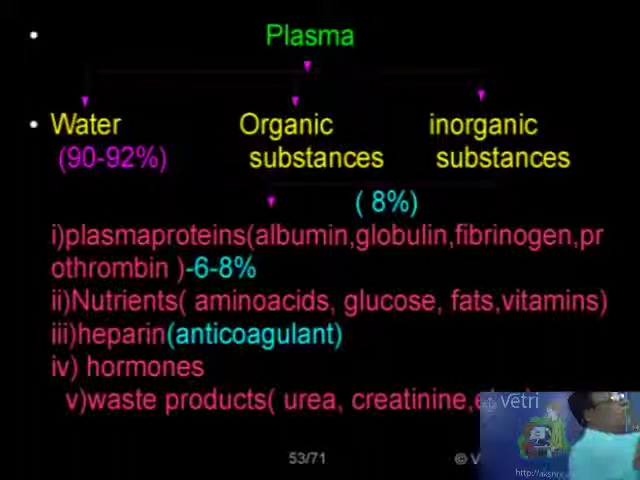 Plasma
Water Organic inorganic
(90-92%) substances substances
( 8%)
i)plasmaproteins(albumin,globulin,fibrinogen,pr
othrombin )-6-8%
ii)Nutrients( aminoacids, glucose, fats,vitamins)
iii)heparin(anticoagulant)
iv) hormones
v)waste products( urea, creatinine,
Vetri
53/71
©